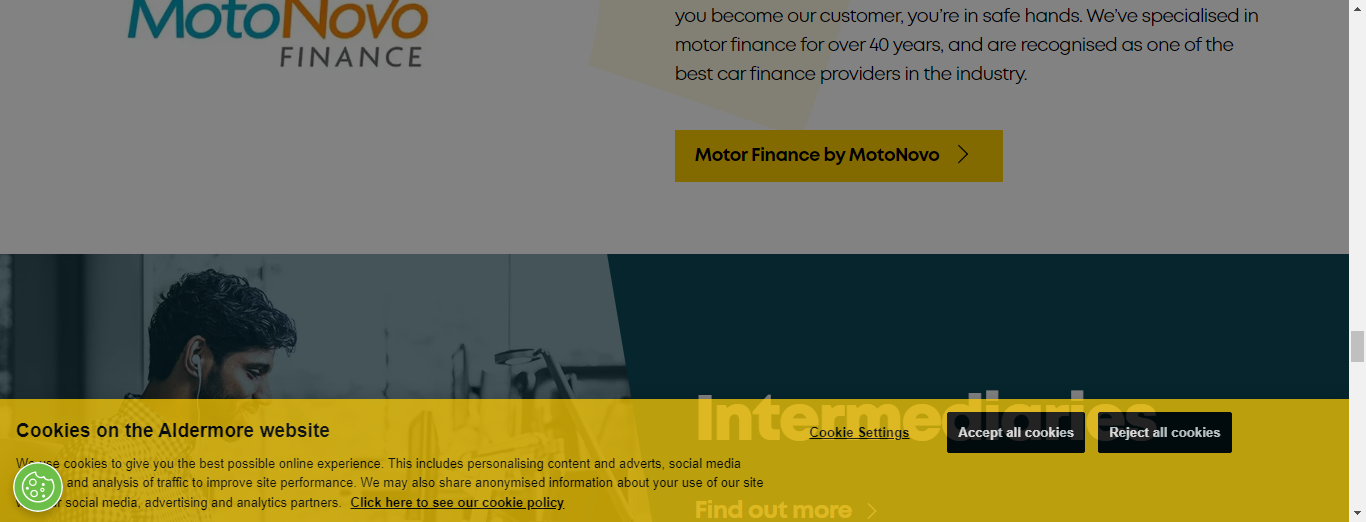 MotoNovo
FINANCE
you become our customer, you're in safe hands. We've specialised in
motor finance for over 40 years, and are recognised as one of the
best car finance providers in the industry.
Motor Finance by MotoNovo
Intermediaries
Cookies on the Aldermore website
Cookie Settings
Accept all cookies
Reject all cookies
use cookies to give you the best possible online experience. This includes personalising content and adverts, social media
and analysis of traffic to improve site performance. We may also share anonymised information about your use of our site
social media, advertising and analytics partners. Click here to see our cookie policy
Find out more